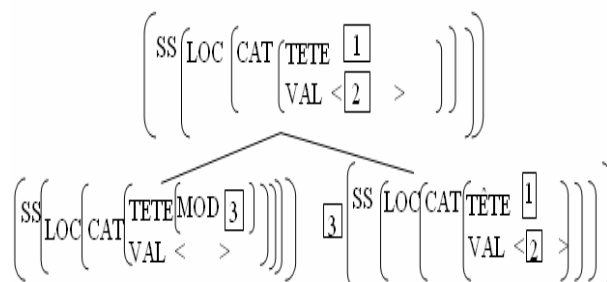 SS LOC CAT TETE 1
VAL < 2 >
SS LOC CAT TETE MOD 3
VAL < >
3 SS LOC CAT TÊTE 1
VAL < 2 >